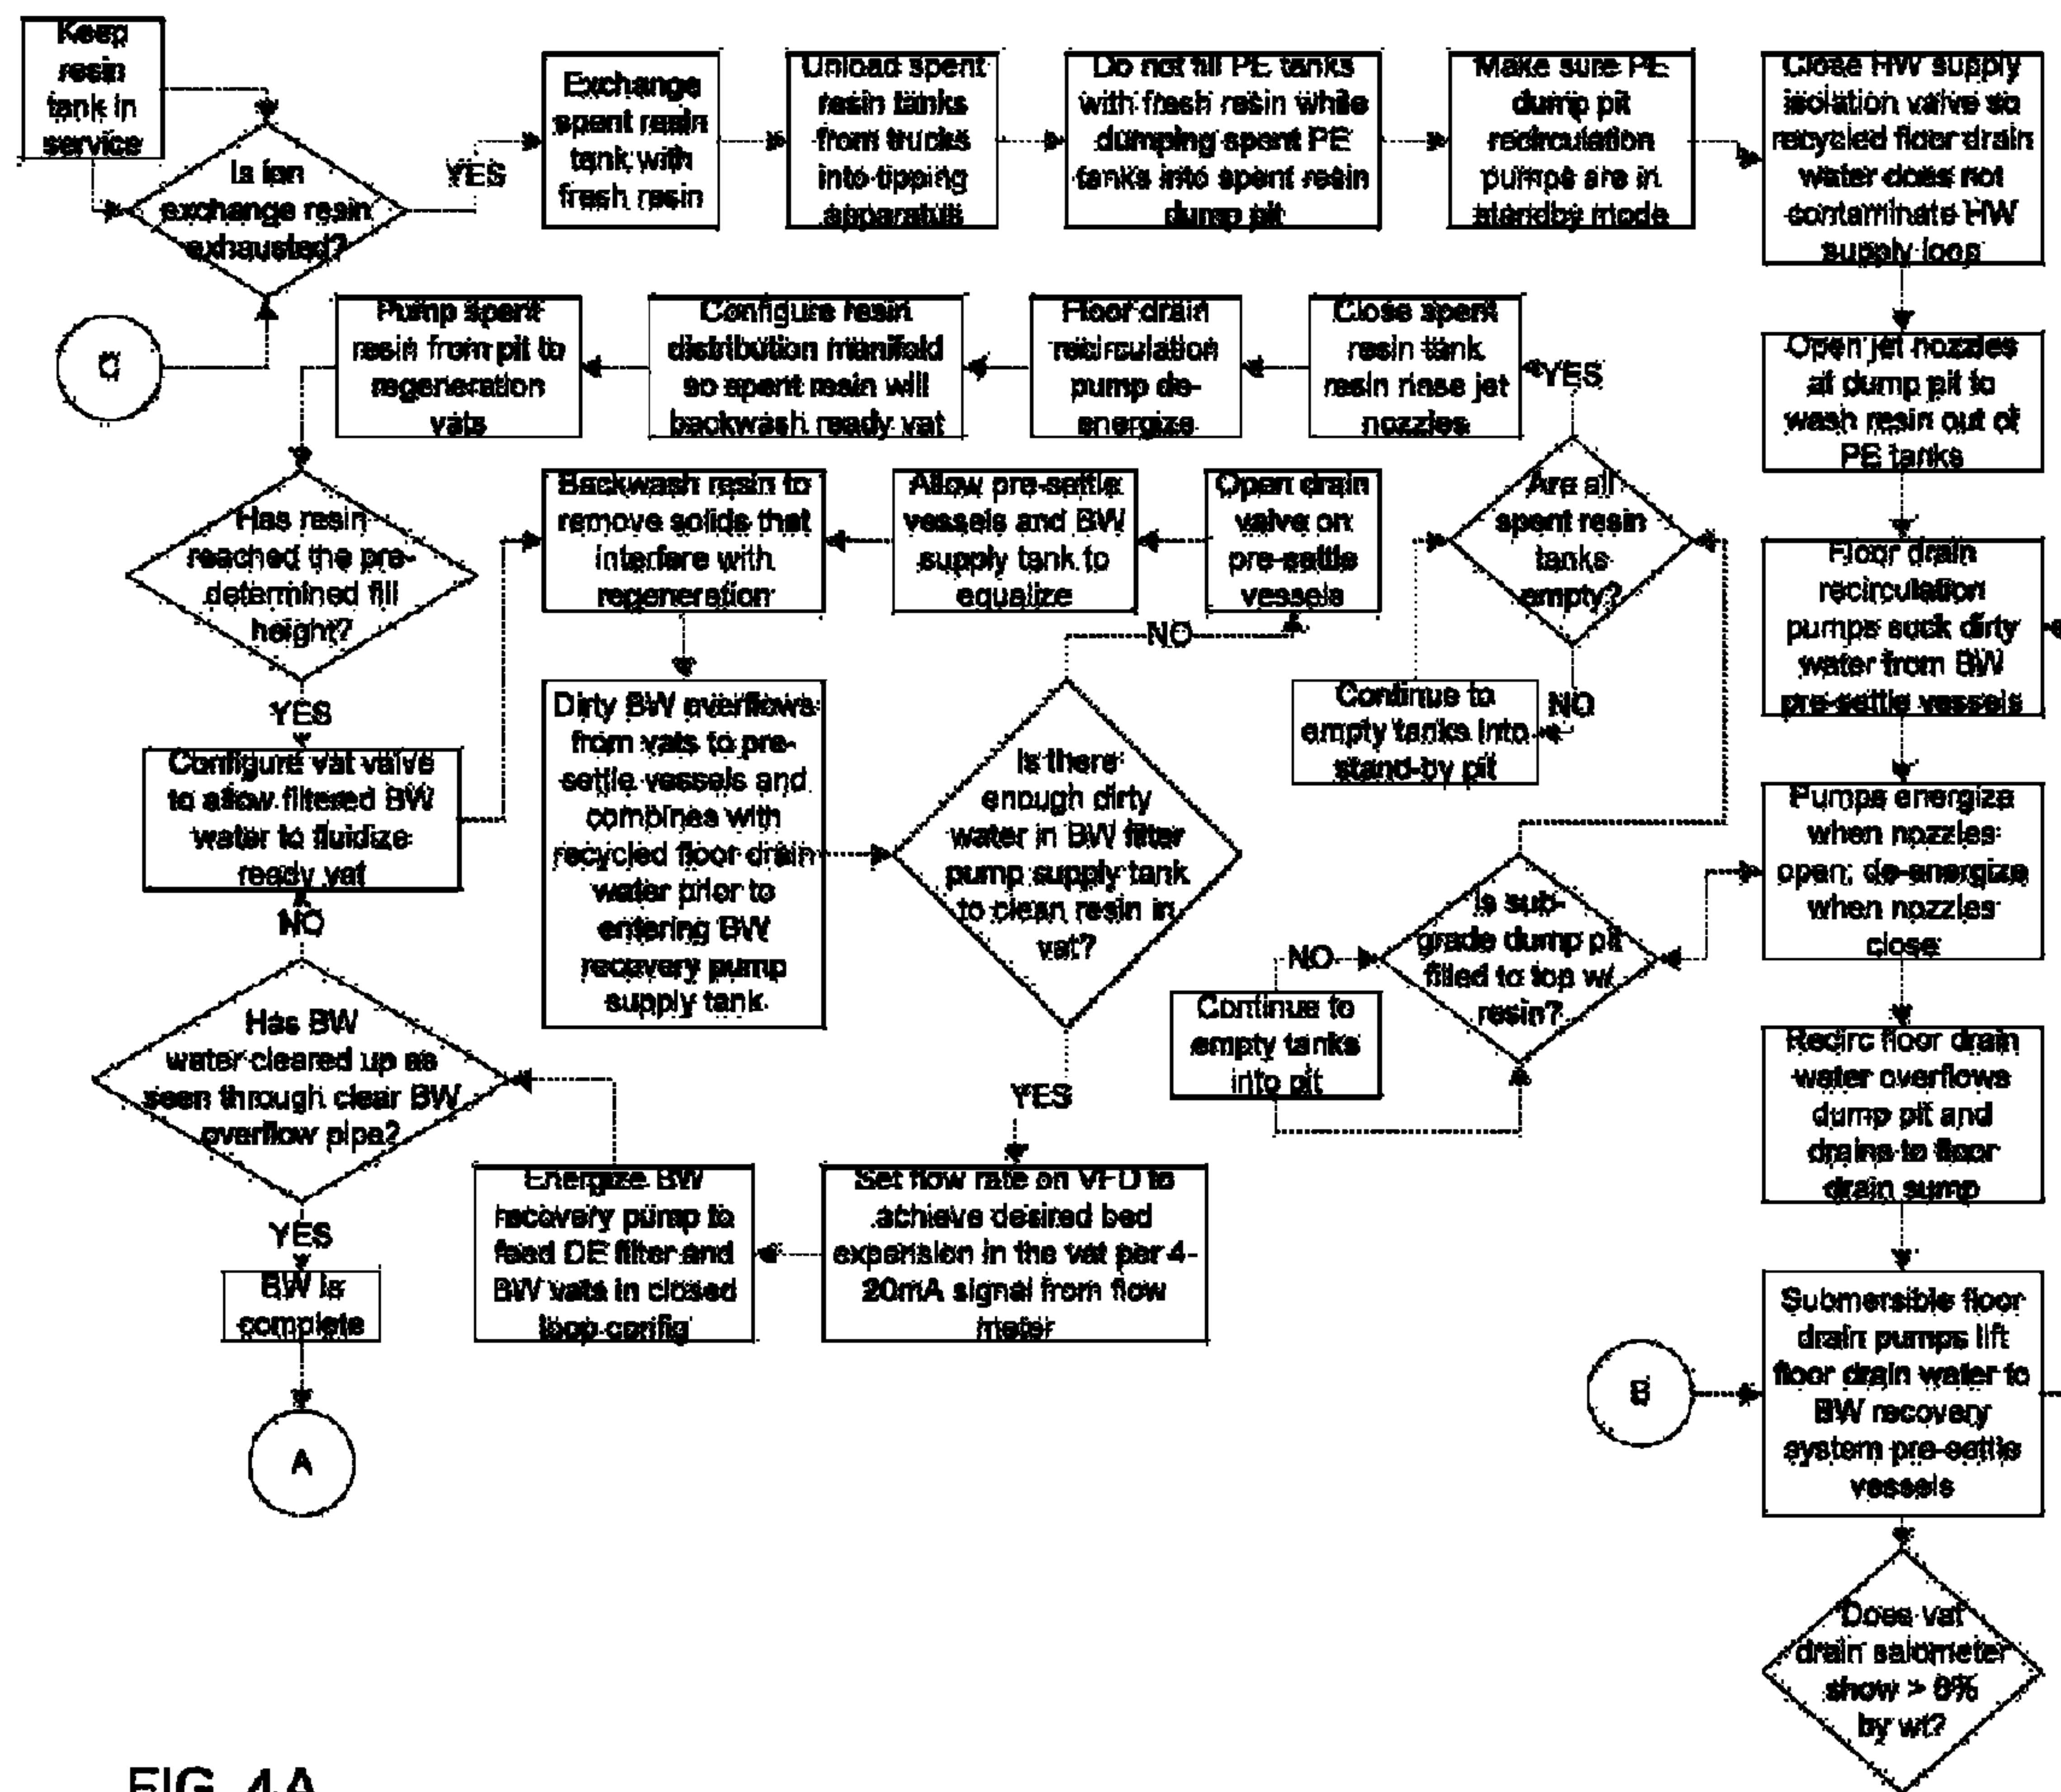 Keep
resin
tank in
service
Is ion
exchange resin
exhausted?
YES
Exchange
spent resin
tank with
fresh resin
Unload spent
resin tanks
from trucks
into tipping
apparatus
Do not fill PE tanks
with fresh resin while
dumping spent PE
tanks into spent resin
dump pit
Make sure PE
dump pit
recirculation
pumps are in
standby mode
Close HW supply
isolation valve so
recycled floor drain
water does not
contaminate HW
supply loop
C
Pump spent
resin from pit to
regeneration
vats
Configure resin
distribution manifold
so spent resin will
backwash ready vat
Floor drain
recirculation
pump de-
energize
Close spent
resin tank
resin rinse jet
nozzles
YES
Open jet nozzles
at dump pit to
wash resin out of
PE tanks
Has resin
reached the pre-
determined fill
height?
Backwash resin to
remove solids that
interfere with
regeneration
Allow pre-settle
vessels and BW
supply tank to
equalize
Open drain
valve on
pre-settle
vessels
Are all
spent resin
tanks
empty?
Floor drain
recirculation
pumps suck dirty
water from BW
pre-settle vessels
NO
YES
Configure vat valve
to allow filtered BW
water to fluidize
ready vat
Dirty BW overflows
from vats to pre-
settle vessels and
combines with
recycled floor drain
water prior to
entering BW
recovery pump
supply tank
Is there
enough dirty
water in BW filter
pump supply tank
to clean resin in
vat?
Continue to
empty tanks into
stand-by pit
NO
Pumps energize
when nozzles
open; de-energize
when nozzles
close
NO
Is sub-
grade dump pit
filled to top w/
resin?
NO
Continue to
empty tanks
into pit
Has BW
water cleared up as
seen through clear BW
overflow pipe?
YES
Recirc floor drain
water overflows
dump pit and
drains to floor
drain sump
Energize BW
recovery pump to
feed DE filter and
BW vats in closed
loop config
Set flow rate on VFD to
achieve desired bed
expansion in the vat per 4-
20mA signal from flow
meter
YES
BW is
complete
A
B
Submersible floor
drain pumps lift
floor drain water to
BW recovery
system pre-settle
vessels
Does vat
drain salometer
show >
by wt?
FIG. 4A